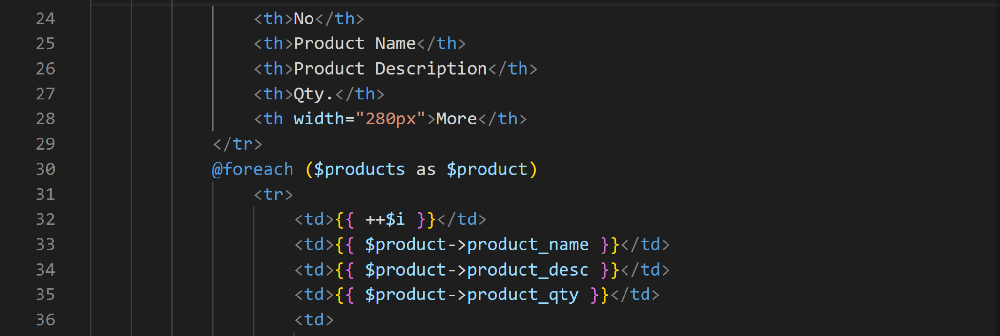 24 <th>No</th>
25 <th>Product Name</th>
26 <th>Product Description</th>
27 <th>Qty.</th>
28 <th width="280px">More</th>
29 </tr>
30 @foreach ($products as $product)
31 <tr>
32 <td>{{ ++$i }}</td>
33 <td>{{ $product->product_name }}</td>
34 <td>{{ $product->product_desc }}</td>
35 <td>{{ $product->product_qty }}</td>
36 <td>